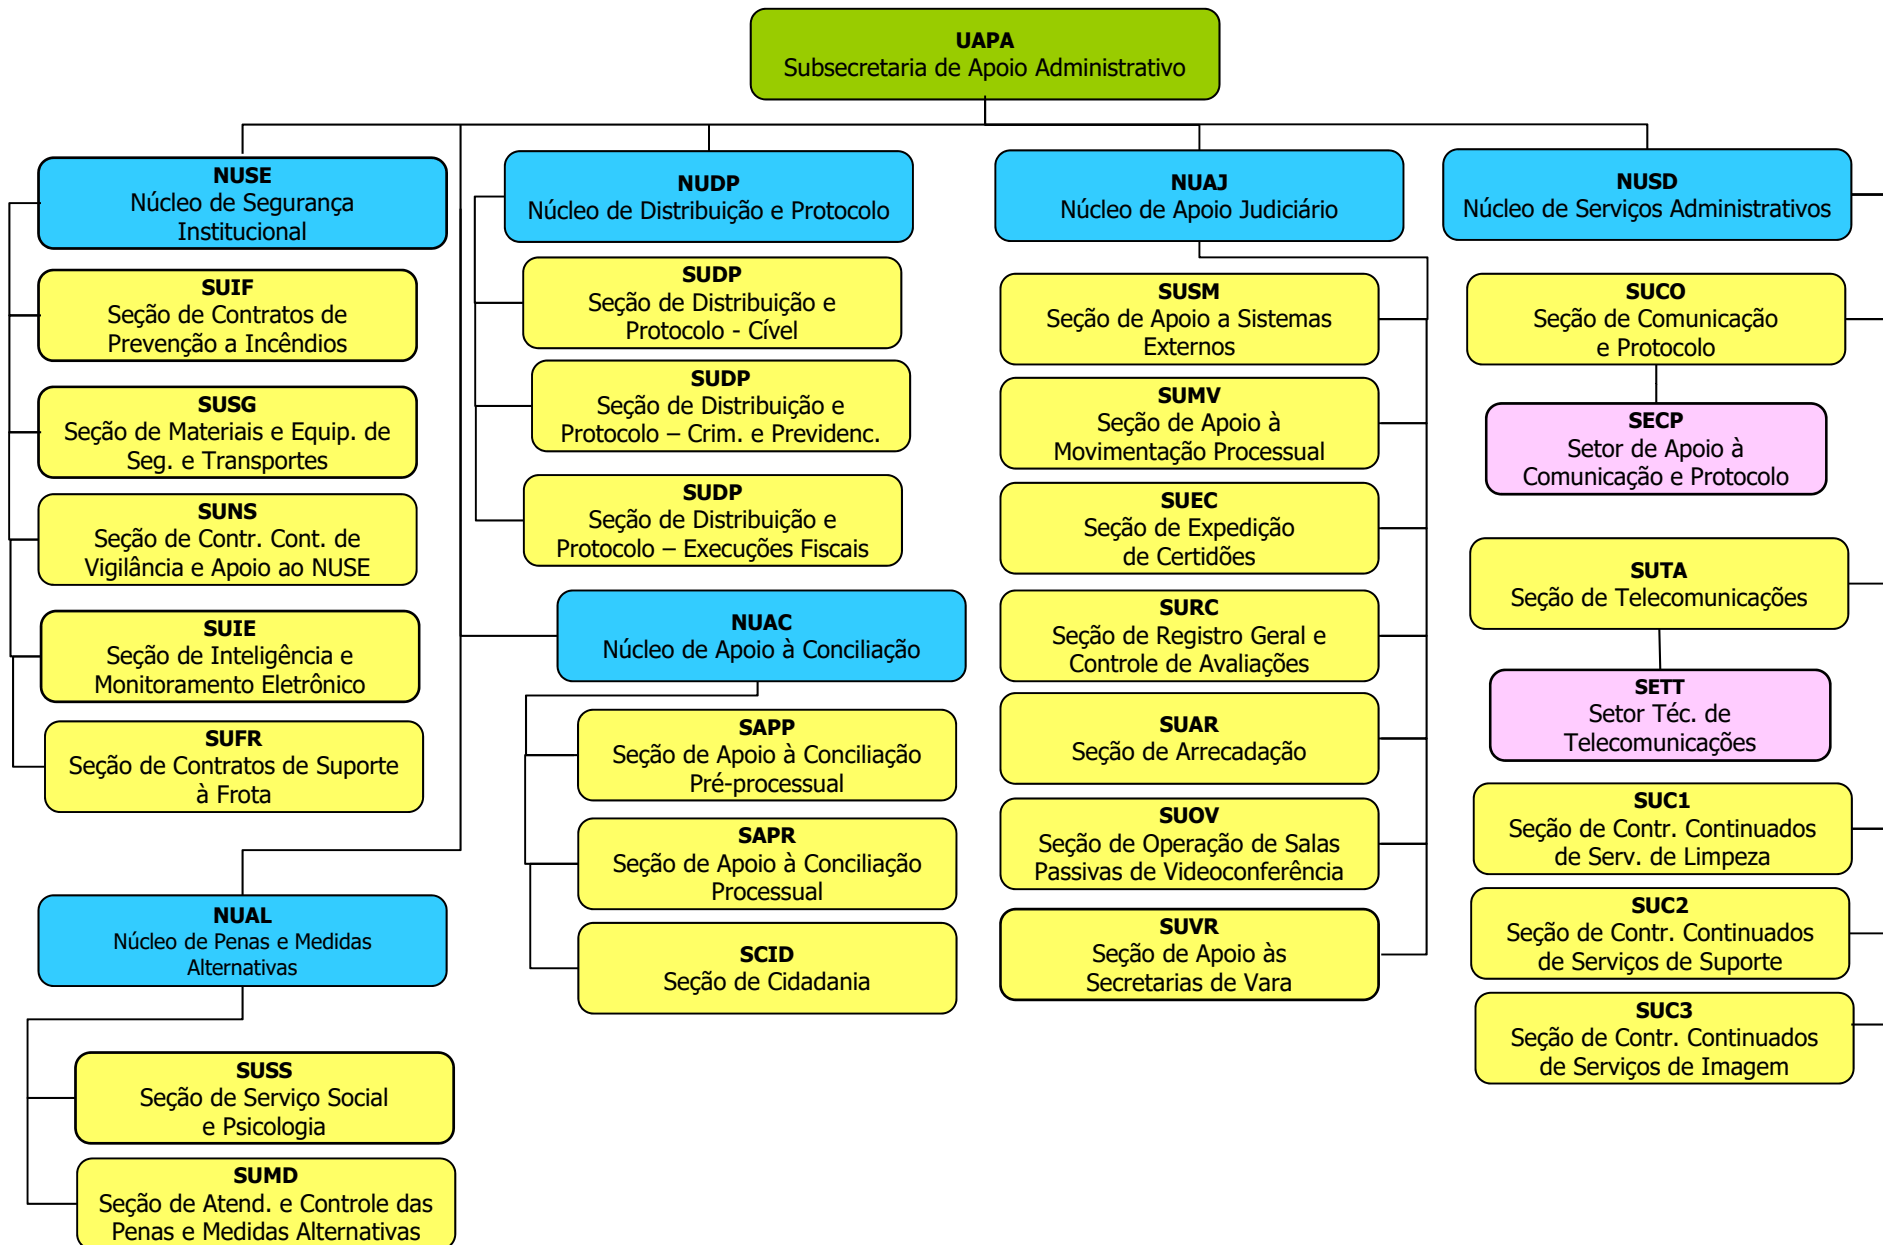 UAPA
Subsecretaria de Apoio Administrativo
NUSE
Núcleo de Segurança
Institucional
SUIF
Seção de Contratos de
Prevenção a Incêndios
SUSG
Seção de Materiais e Equip. de
Seg. e Transportes
SUNS
Seção de Contr. Cont. de
Vigilância e Apoio ao NUSE
SUIE
Seção de Inteligência e
Monitoramento Eletrônico
SUFR
Seção de Contratos de Suporte
à Frota
NUAL
Núcleo de Penas e Medidas
Alternativas
SUSS
Seção de Serviço Social
e Psicologia
SUMD
Seção de Atend. e Controle das
Penas e Medidas Alternativas
NUDP
Núcleo de Distribuição e Protocolo
SUDP
Seção de Distribuição e
Protocolo - Cível
SUDP
Seção de Distribuição e
Protocolo – Crim. e Previdenc.
SUDP
Seção de Distribuição e
Protocolo – Execuções Fiscais
NUAC
Núcleo de Apoio à Conciliação
SAPP
Seção de Apoio à Conciliação
Pré-processual
SAPR
Seção de Apoio à Conciliação
Processual
SCID
Seção de Cidadania
NUAJ
Núcleo de Apoio Judiciário
SUSM
Seção de Apoio a Sistemas
Externos
SUMV
Seção de Apoio à
Movimentação Processual
SUEC
Seção de Expedição
de Certidões
SURC
Seção de Registro Geral e
Controle de Avaliações
SUAR
Seção de Arrecadação
SUOV
Seção de Operação de Salas
Passivas de Videoconferência
SUVR
Seção de Apoio às
Secretarias de Vara
NUSD
Núcleo de Serviços Administrativos
SUCO
Seção de Comunicação
e Protocolo
SECP
Setor de Apoio à
Comunicação e Protocolo
SUTA
Seção de Telecomunicações
SETT
Setor Téc. de
Telecomunicações
SUC1
Seção de Contr. Continuados
de Serv. de Limpeza
SUC2
Seção de Contr. Continuados
de Serviços de Suporte
SUC3
Seção de Contr. Continuados
de Serviços de Imagem